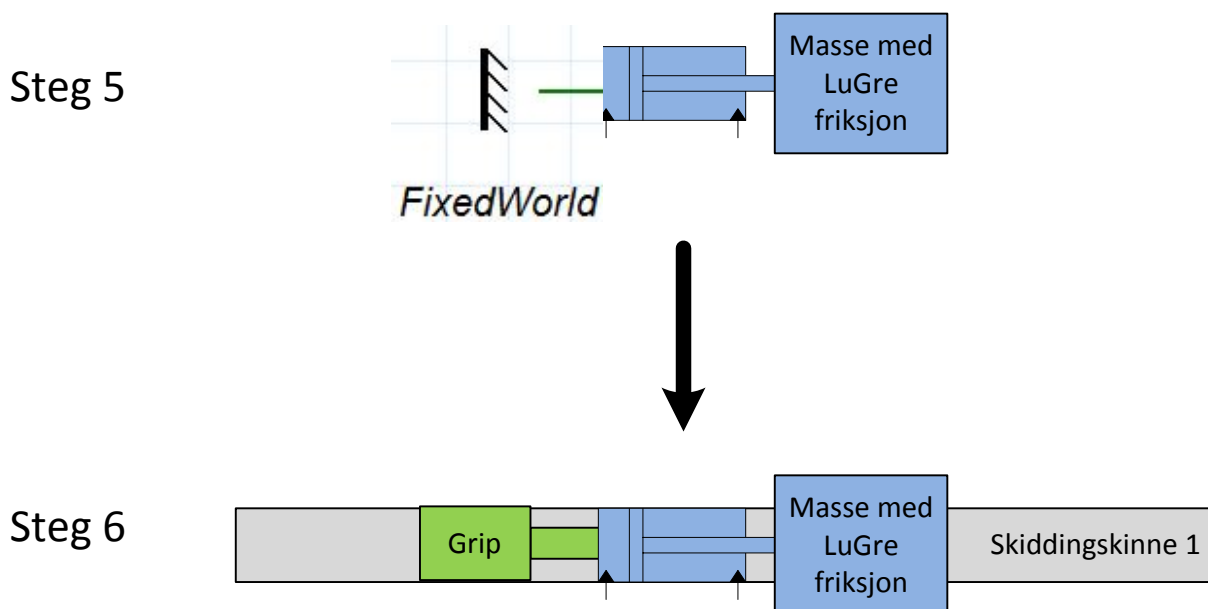 Steg 5
Masse med
LuGre
friksjon
FixedWorld
Steg 6
Grip
Masse med
LuGre
friksjon
Skiddingskinne 1